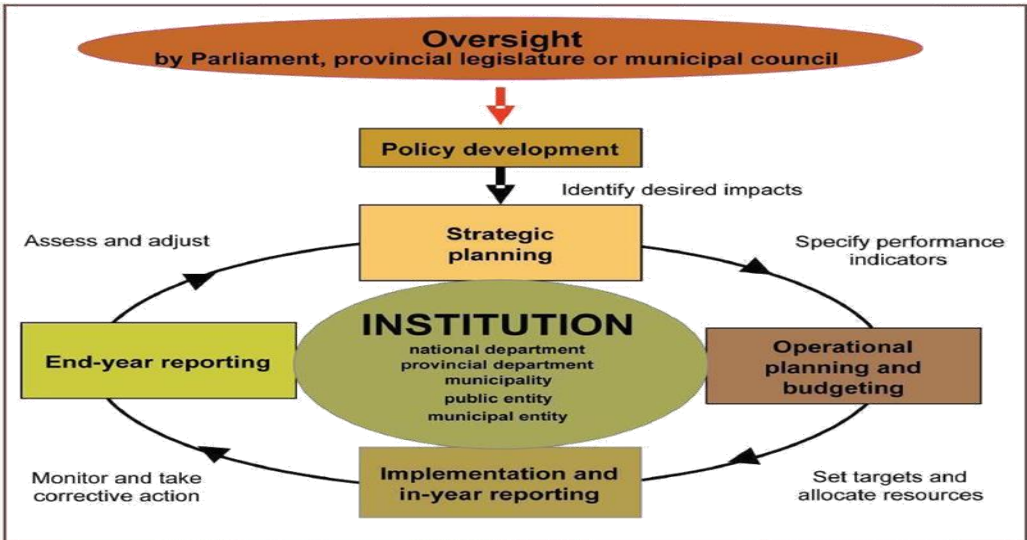 Oversight
by Parliament, provincial legislature or municipal council
Policy development
Identify desired impacts
Strategic
planning
Assess and adjust
Specify performance
indicators
INSTITUTION
national department
provincial department
municipality
public entity
municipal entity
End-year reporting
Operational
planning and
budgeting
Monitor and take
corrective action
Implementation and
in-year reporting
Set targets and
allocate resources